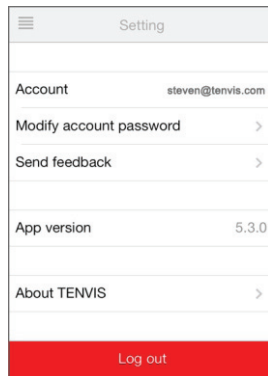 Setting
Account steven@tenvis.com
Modify account password
Send feedback
App version 5.3.0
About TENVIS
Log out